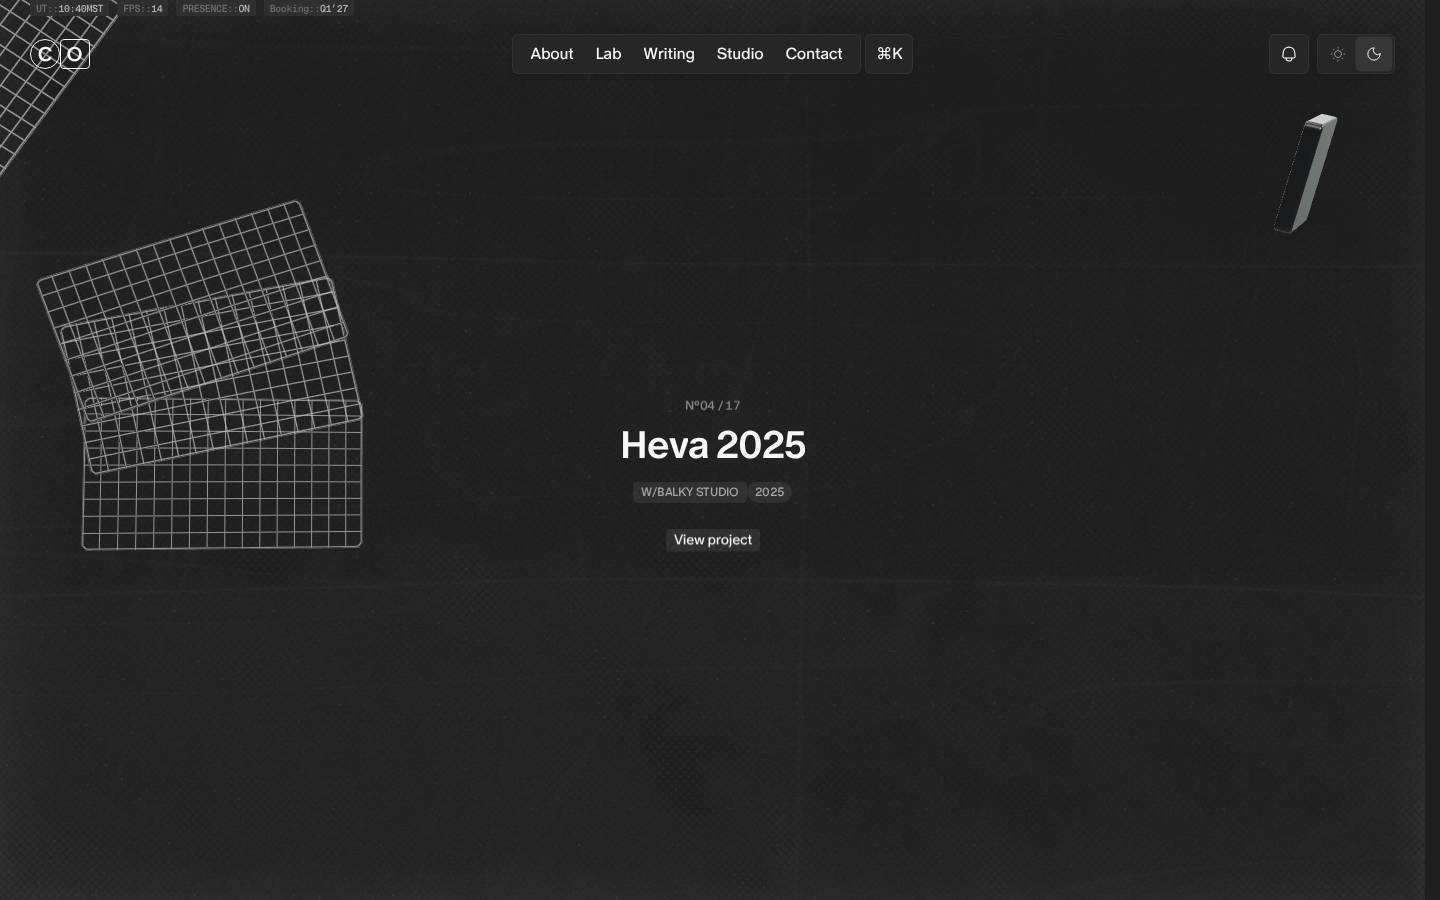 UT::10:40MST FPS::14 PRESENCE::ON Booking::Q1'27
C O
About Lab Writing Studio Contact ⌘K
Nº04 / 17
Heva 2025
W/BALKY STUDIO 2025
View project